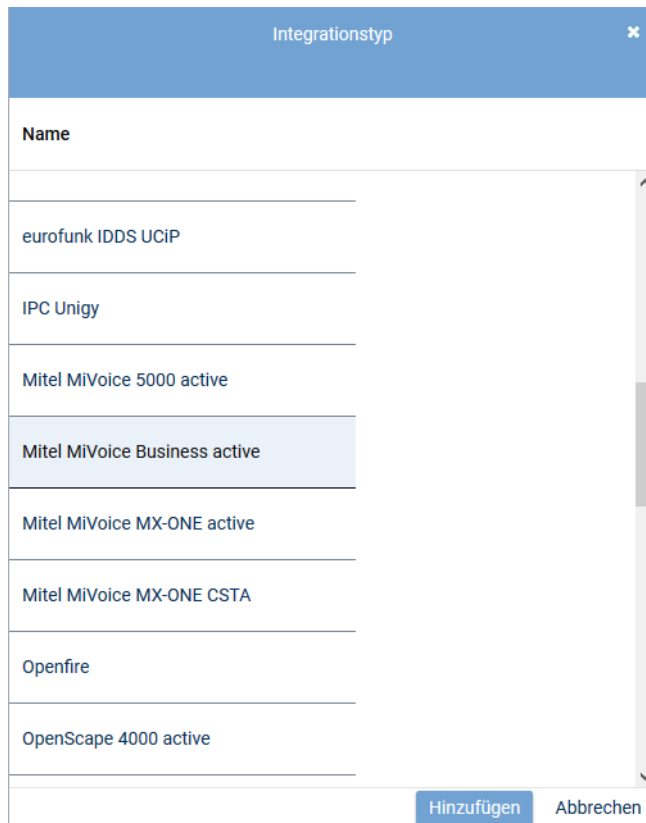 Integrationstyp
Name
eurofunk IDDS UCiP
IPC Unigy
Mitel MiVoice 5000 active
Mitel MiVoice Business active
Mitel MiVoice MX-ONE active
Mitel MiVoice MX-ONE CSTA
Openfire
OpenScape 4000 active
Hinzufügen Abbrechen